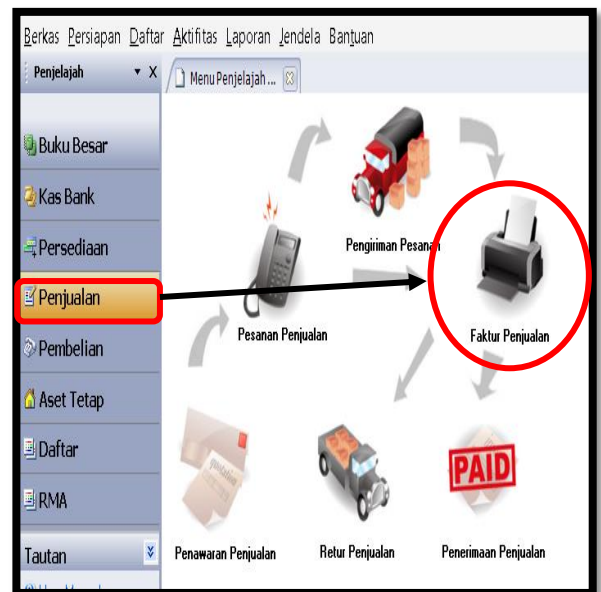 Berkas Persiapan Daftar Aktifitas Laporan Jendela Bantuan
Penjelajah
Menu Penjelajah ...
Buku Besar
Kas Bank
Persediaan
Penjualan
Pembelian
Aset Tetap
Daftar
RMA
Tautan
Pengiriman Pesanan
Pesanan Penjualan
Faktur Penjualan
quotation
PAID
Penawaran Penjualan
Retur Penjualan
Penerimaan Penjualan